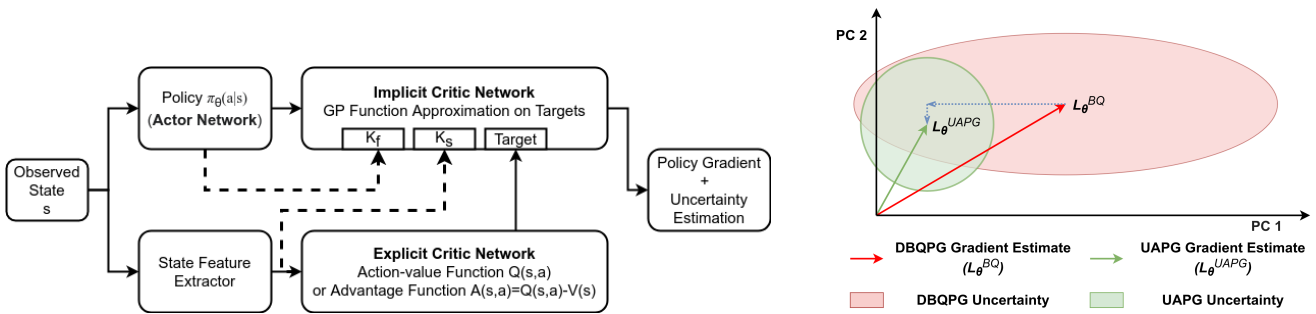 Observed
State
s
Policy πθ(a|s)
(Actor Network)
State Feature
Extractor
Implicit Critic Network
GP Function Approximation on Targets
Kf
Ks
Target
Explicit Critic Network
Action-value Function Q(s,a)
or Advantage Function A(s,a)=Q(s,a)-V(s)
Policy Gradient
+
Uncertainty
Estimation
PC 2
Lθ^BQ
Lθ^UAPG
PC 1
DBQPG Gradient Estimate
(Lθ^BQ)
UAPG Gradient Estimate
(Lθ^UAPG)
DBQPG Uncertainty
UAPG Uncertainty